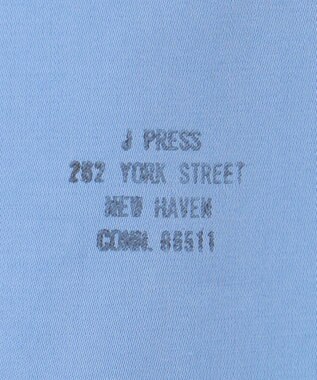 J PRESS
262 YORK STREET
NEW HAVEN
CONN. 06511